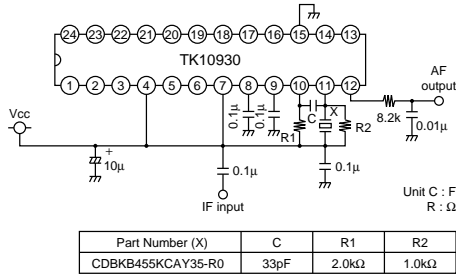 24 23 22 21 20 19 18 17 16 15 14 13
TK10930
1 2 3 4 5 6 7 8 9 10 11 12
AF
output
Vcc
0.1µ
0.1µ
C
X
R1
R2
8.2k
0.01µ
+
10µ
0.1µ
0.1µ
IF input
Unit C : F
R : Ω
Part Number (X) C R1 R2
CDBKB455KCAY35-R0 33pF 2.0kΩ 1.0kΩ